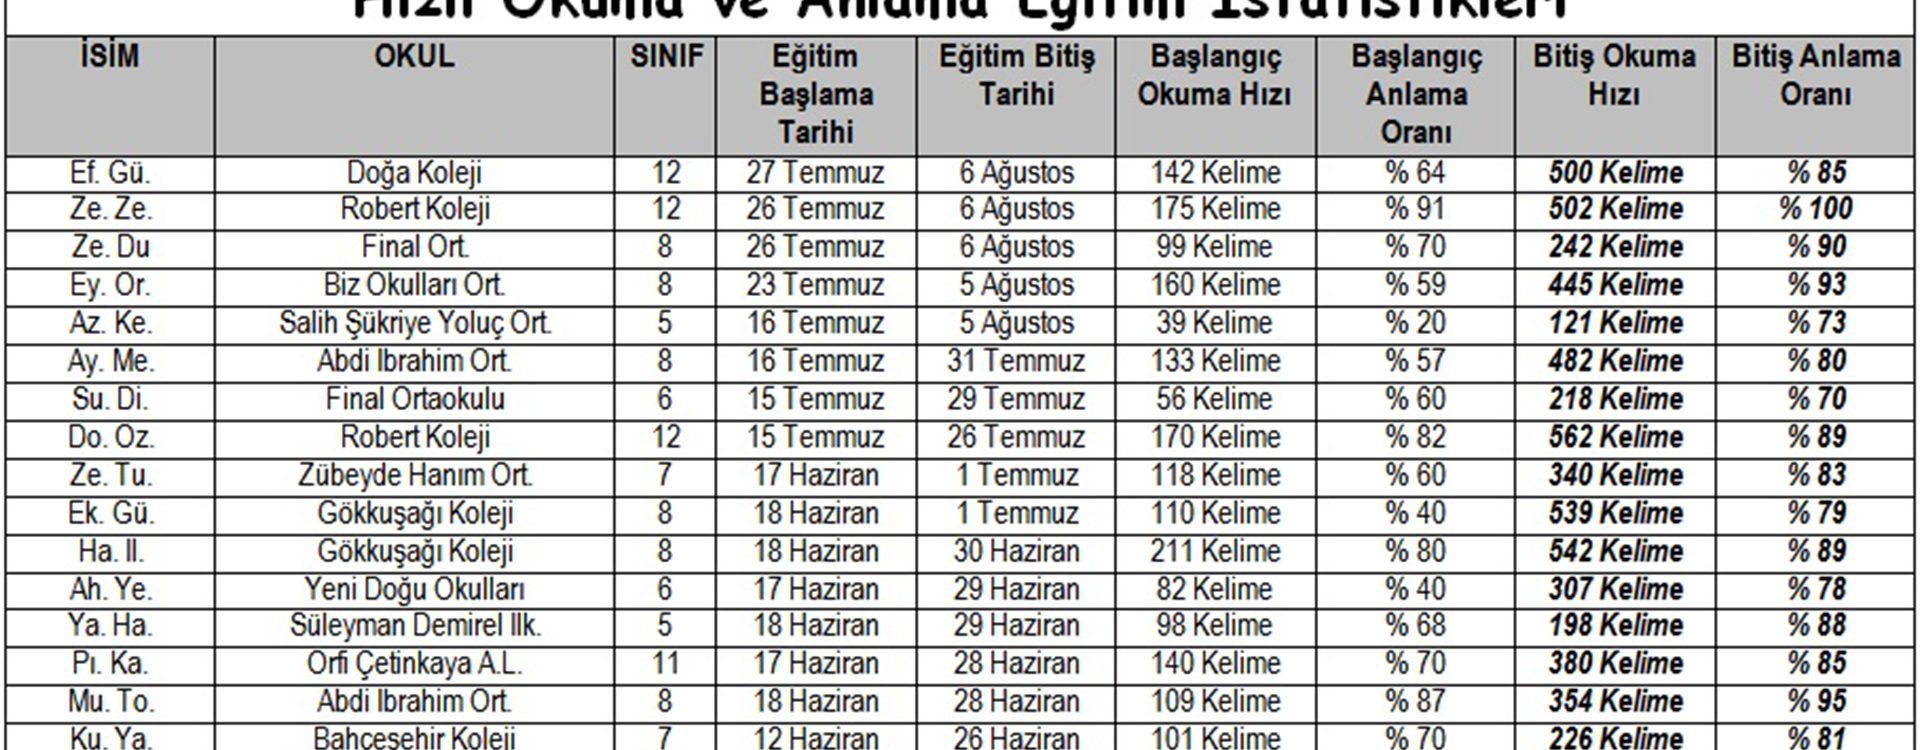 Hızlı Okuma ve Anlama Eğitim İstatistikleri
İSİM OKUL SINIF Eğitim Başlama Tarihi Eğitim Bitiş Tarihi Başlangıç Okuma Hızı Başlangıç Anlama Oranı Bitiş Okuma Hızı Bitiş Anlama Oranı
Ef. Gü. Doğa Koleji 12 27 Temmuz 6 Ağustos 142 Kelime % 64 500 Kelime % 85
Ze. Ze. Robert Koleji 12 26 Temmuz 6 Ağustos 175 Kelime % 91 502 Kelime % 100
Ze. Du Final Ort. 8 26 Temmuz 6 Ağustos 99 Kelime % 70 242 Kelime % 90
Ey. Or. Biz Okulları Ort. 8 23 Temmuz 5 Ağustos 160 Kelime % 59 445 Kelime % 93
Az. Ke. Salih Şükriye Yoluç Ort. 5 16 Temmuz 5 Ağustos 39 Kelime % 20 121 Kelime % 73
Ay. Me. Abdi Ibrahim Ort. 8 16 Temmuz 31 Temmuz 133 Kelime % 57 482 Kelime % 80
Su. Di. Final Ortaokulu 6 15 Temmuz 29 Temmuz 56 Kelime % 60 218 Kelime % 70
Do. Oz. Robert Koleji 12 15 Temmuz 26 Temmuz 170 Kelime % 82 562 Kelime % 89
Ze. Tu. Zübeyde Hanım Ort. 7 17 Haziran 1 Temmuz 118 Kelime % 60 340 Kelime % 83
Ek. Gü. Gökkuşağı Koleji 8 18 Haziran 1 Temmuz 110 Kelime % 40 539 Kelime % 79
Ha. Il. Gökkuşağı Koleji 8 18 Haziran 30 Haziran 211 Kelime % 80 542 Kelime % 89
Ah. Ye. Yeni Doğu Okulları 6 17 Haziran 29 Haziran 82 Kelime % 40 307 Kelime % 78
Ya. Ha. Süleyman Demirel Ilk. 5 18 Haziran 29 Haziran 98 Kelime % 68 198 Kelime % 88
Pı. Ka. Orfi Çetinkaya A.L. 11 17 Haziran 28 Haziran 140 Kelime % 70 380 Kelime % 85
Mu. To. Abdi Ibrahim Ort. 8 18 Haziran 28 Haziran 109 Kelime % 87 354 Kelime % 95
Ku. Ya. Bahçeşehir Koleji 7 12 Haziran 26 Haziran 101 Kelime % 70 226 Kelime % 81